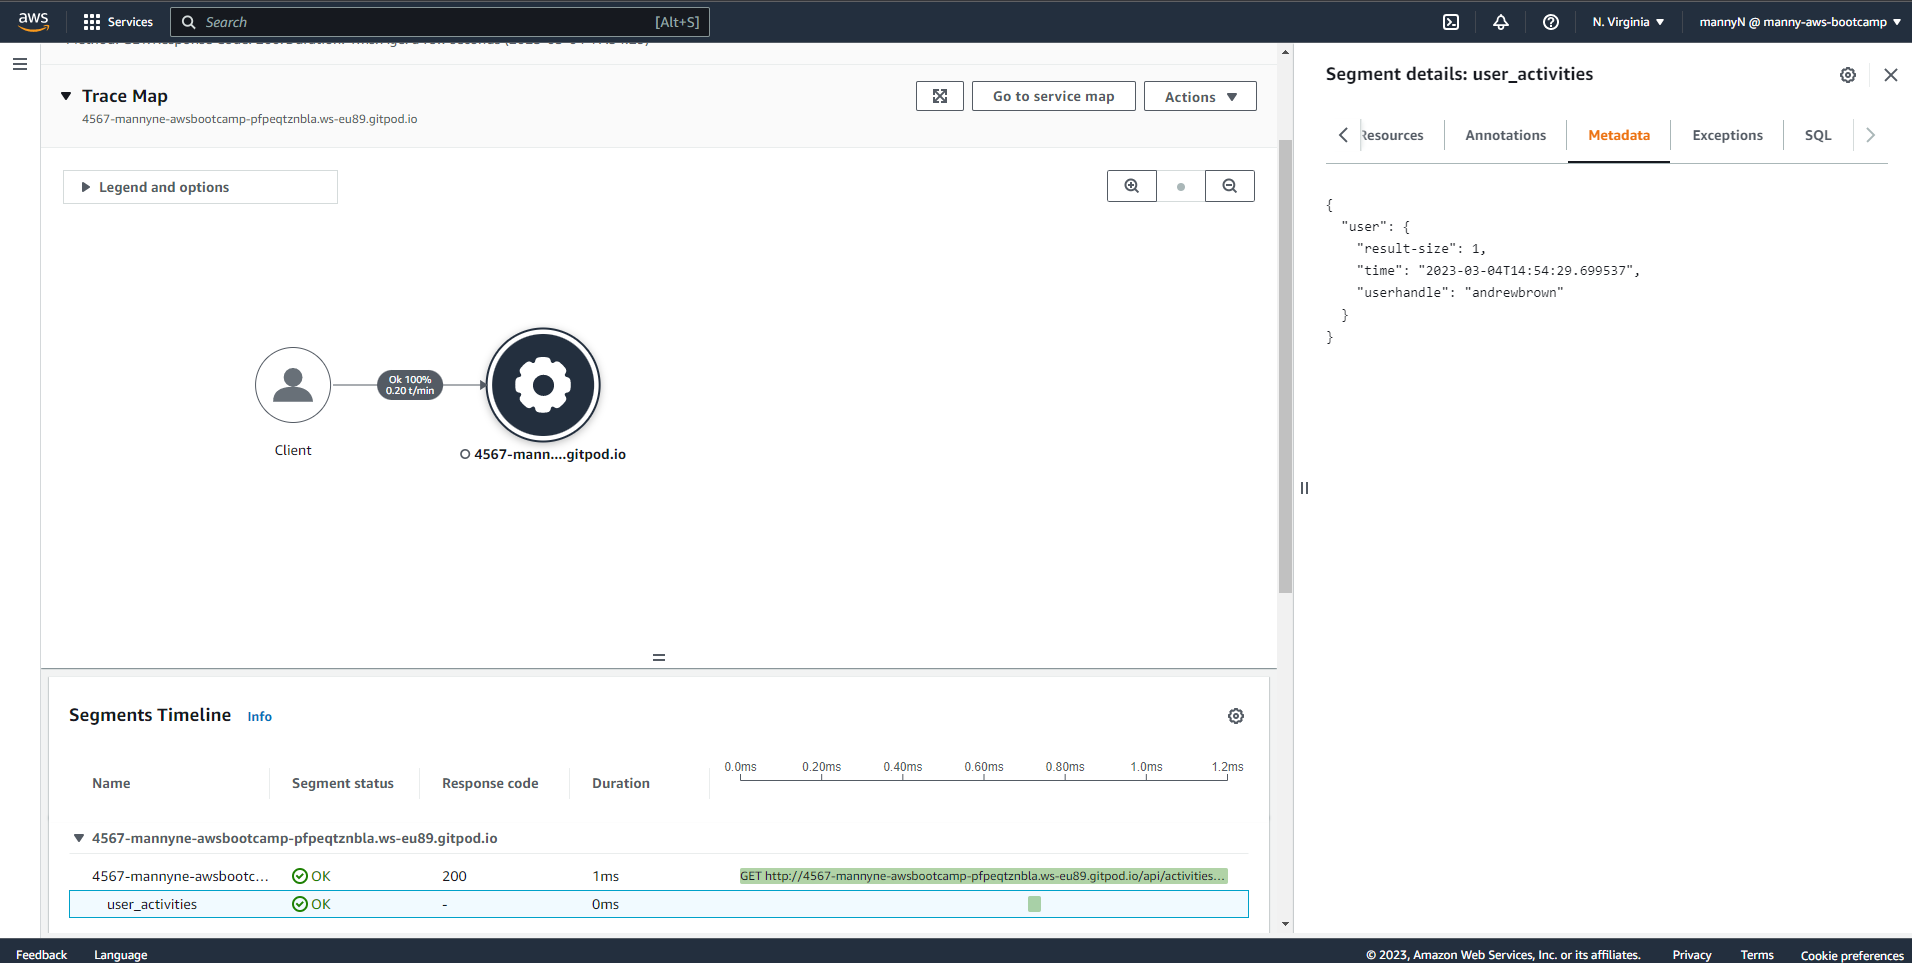 aws
Services
Search
[Alt+S]
N. Virginia
mannyN @ manny-aws-bootcamp
Trace Map
4567-mannyne-awsbootcamp-pfpeqtznbla.ws-eu89.gitpod.io
Go to service map
Actions
Legend and options
Ok 100%
0.20 t/min
Client
4567-mann....gitpod.io
Segments Timeline
Info
Name
Segment status
Response code
Duration
0.0ms
0.20ms
0.40ms
0.60ms
0.80ms
1.0ms
1.2ms
4567-mannyne-awsbootcamp-pfpeqtznbla.ws-eu89.gitpod.io
4567-mannyne-awsbootc...
OK
200
1ms
GET http://4567-mannyne-awsbootcamp-pfpeqtznbla.ws-eu89.gitpod.io/api/activities...
user_activities
OK
-
0ms
Segment details: user_activities
Resources
Annotations
Metadata
Exceptions
SQL
{
"user": {
"result-size": 1,
"time": "2023-03-04T14:54:29.699537",
"userhandle": "andrewbrown"
}
}
Feedback
Language
© 2023, Amazon Web Services, Inc. or its affiliates.
Privacy
Terms
Cookie preferences